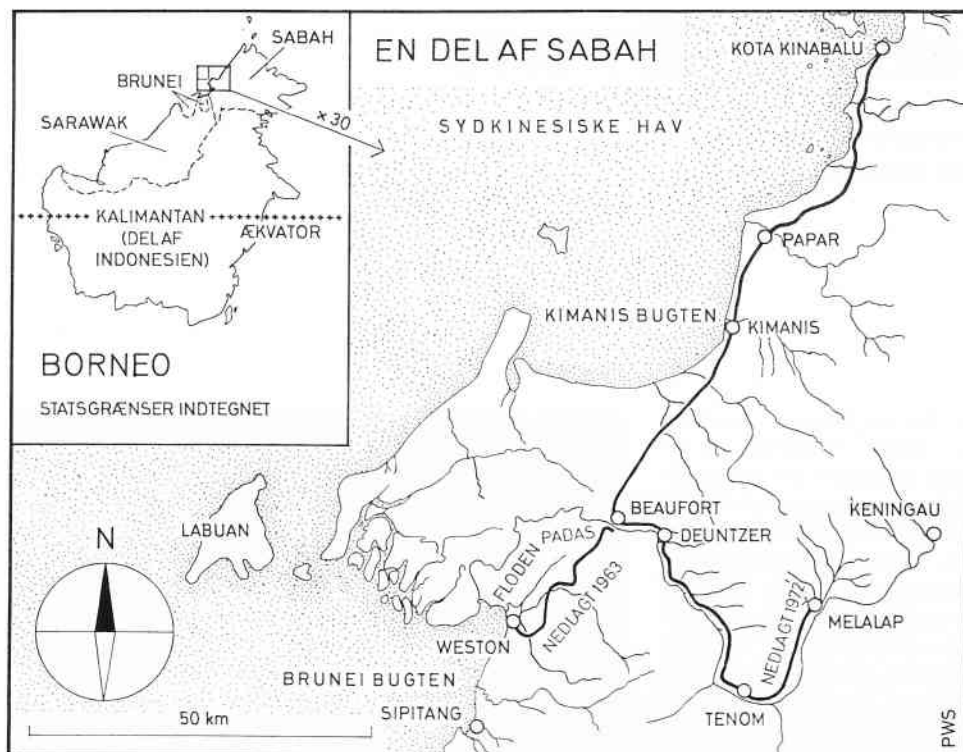 EN DEL AF SABAH
SABAH
BRUNEI
SARAWAK
×30
KALIMANTAN
(DEL AF
INDONESIEN)
ÆKVATOR
BORNEO
STATSGRÆNSER INDTEGNET
KOTA KINABALU
SYDKINESISKE HAV
PAPAR
KIMANIS BUGTEN
KIMANIS
BEAUFORT
KENINGAU
LABUAN
PADAS
DEUNTZER
N
FLODEN
NEDLAGT 1963
NEDLAGT 1972
MELALAP
WESTON
BRUNEI BUGTEN
TENOM
50 km
SIPITANG
PWS